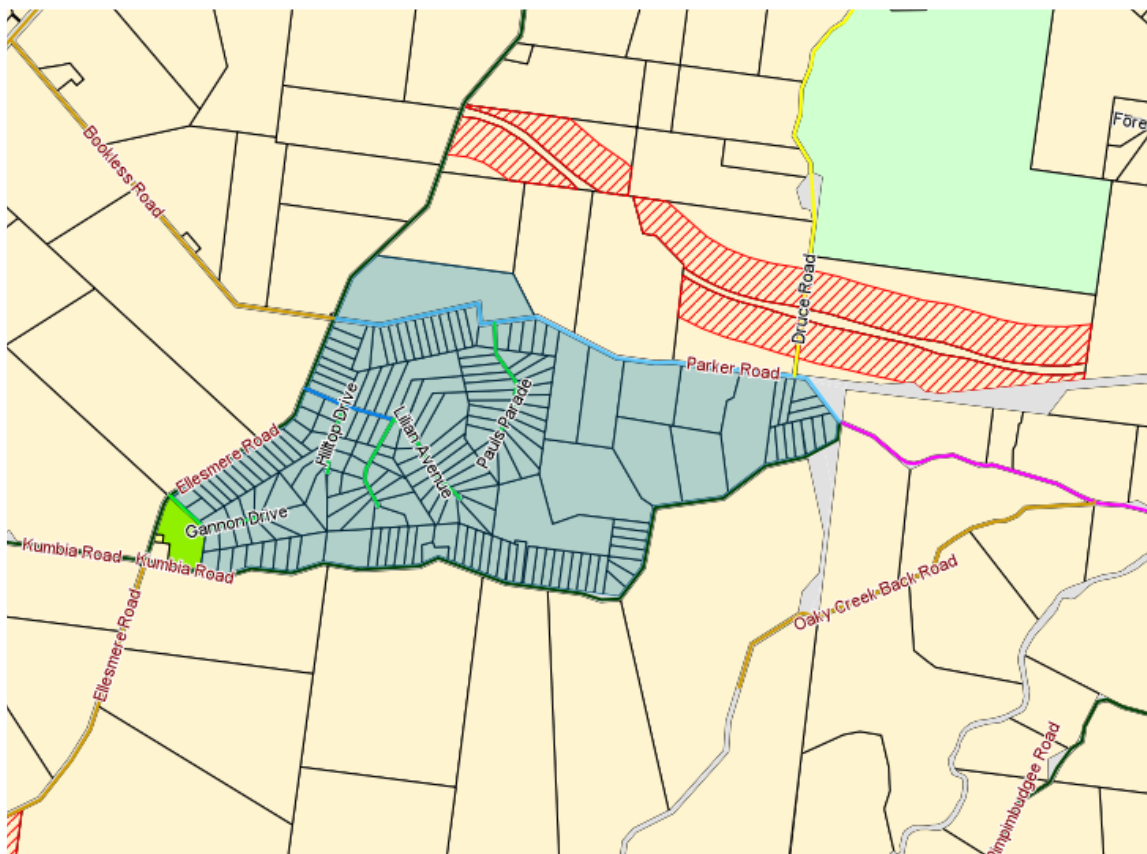 Fore
Bookless Road
Druce Road
Parker Road
Hilltop Drive
Lilian Avenue
Pauls Parade
Ellesmere Road
Gannon Drive
Kumbia Road
Kumbia Road
Ellesmere Road
Oaky Creek Back Road
Pimpimbudgee Road